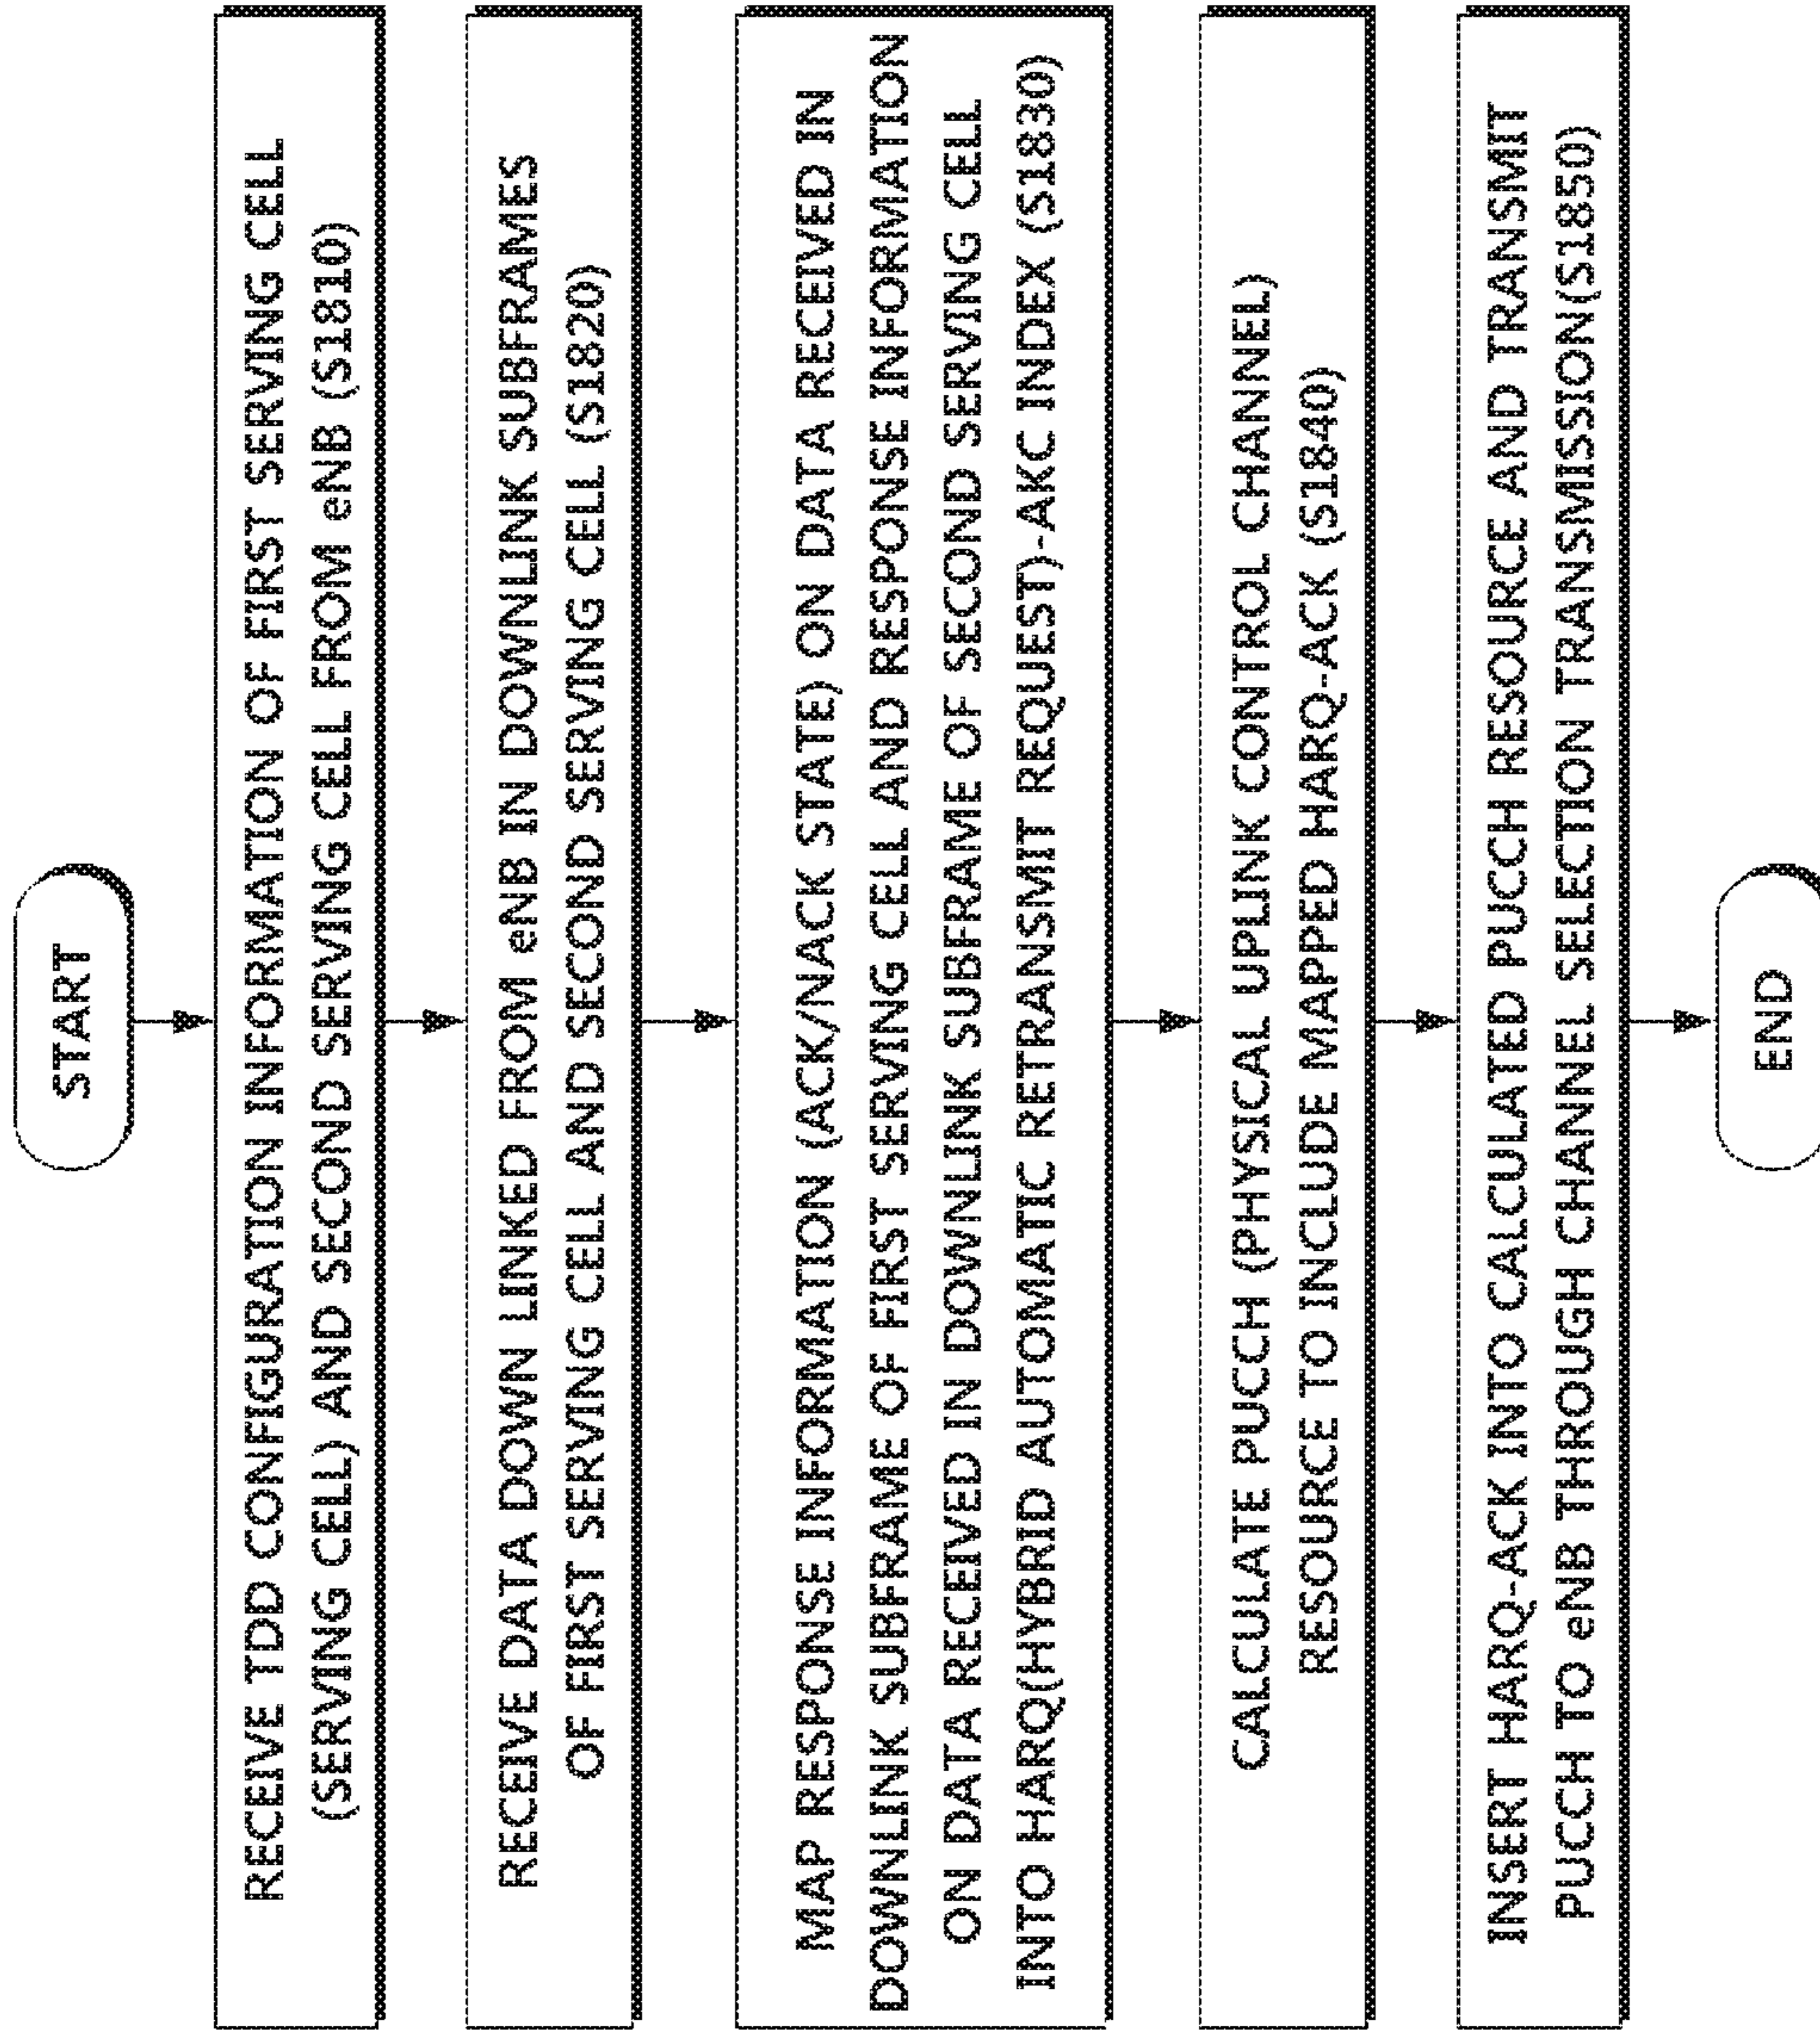 START
RECEIVE TDD CONFIGURATION INFORMATION OF FIRST SERVING CELL
(SERVING CELL) AND SECOND SERVING CELL FROM eNB (S1810)
RECEIVE DATA DOWN LINKED FROM eNB IN DOWNLINK SUBFRAMES
OF FIRST SERVING CELL AND SECOND SERVING CELL (S1820)
MAP RESPONSE INFORMATION (ACK/NACK STATE) ON DATA RECEIVED IN
DOWNLINK SUBFRAME OF FIRST SERVING CELL AND RESPONSE INFORMATION
ON DATA RECEIVED IN DOWNLINK SUBFRAME OF SECOND SERVING CELL
INTO HARQ(HYBRID AUTOMATIC RETRANSMIT REQUEST)-AKC INDEX (S1830)
CALCULATE PUCCH (PHYSICAL UPLINK CONTROL CHANNEL)
RESOURCE TO INCLUDE MAPPED HARQ-ACK (S1840)
INSERT HARQ-ACK INTO CALCULATED PUCCH RESOURCE AND TRANSMIT
PUCCH TO eNB THROUGH CHANNEL SELECTION TRANSMISSION(S1850)
END